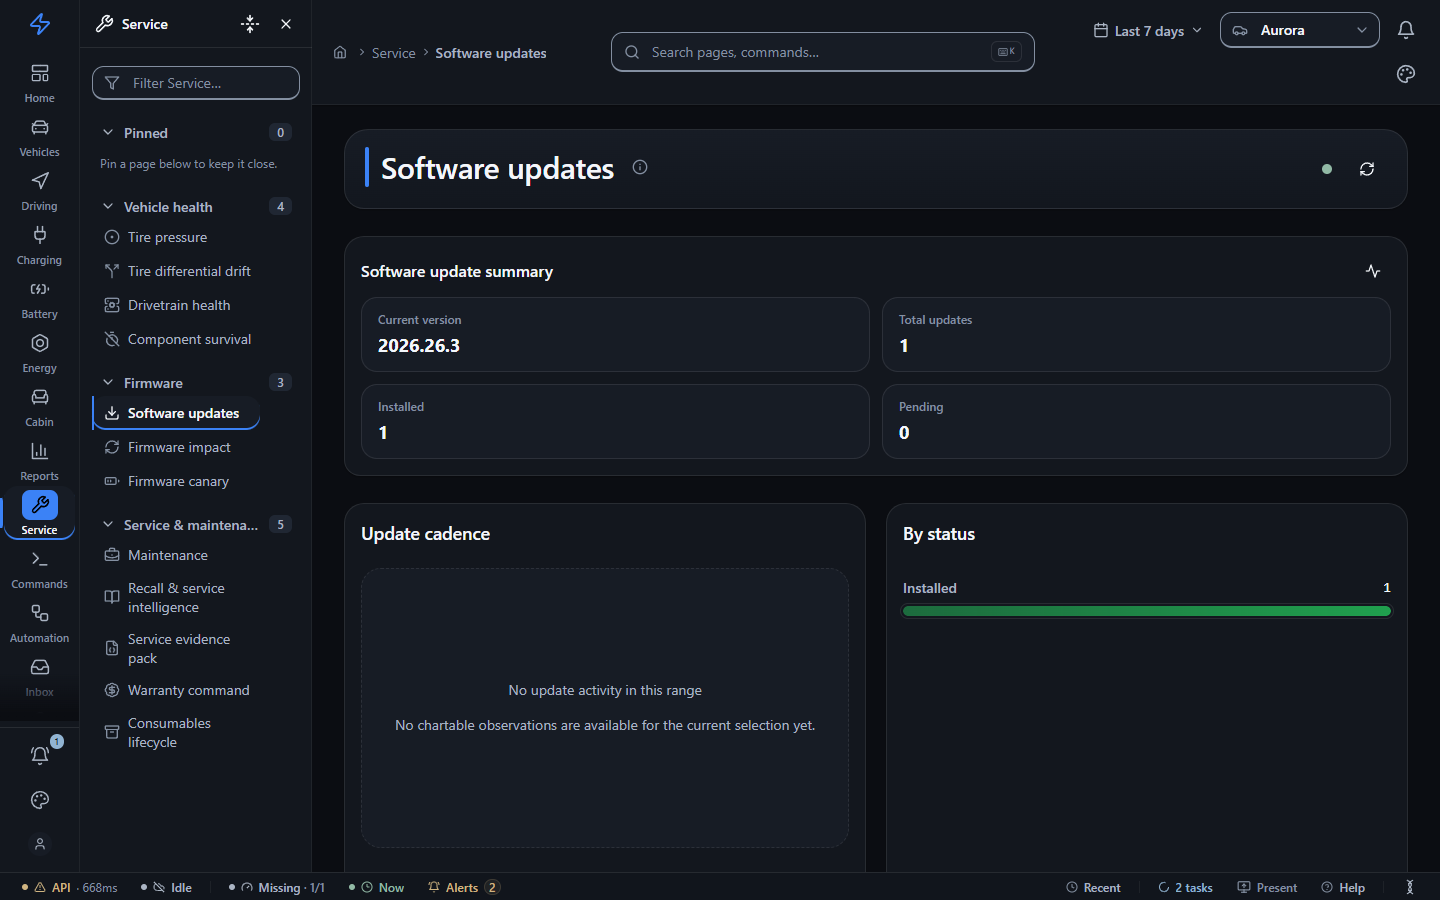 Home
Vehicles
Driving
Charging
Battery
Energy
Cabin
Reports
Service
Commands
Automation
Inbox
1
Service
Filter Service...
Pinned 0
Pin a page below to keep it close.
Vehicle health 4
Tire pressure
Tire differential drift
Drivetrain health
Component survival
Firmware 3
Software updates
Firmware impact
Firmware canary
Service & maintena... 5
Maintenance
Recall & service
intelligence
Service evidence
pack
Warranty command
Consumables
lifecycle
Service > Software updates
Search pages, commands... K
Last 7 days
Aurora
Software updates
Software update summary
Current version
2026.26.3
Total updates
1
Installed
1
Pending
0
Update cadence
No update activity in this range
No chartable observations are available for the current selection yet.
By status
Installed 1
API · 668ms Idle Missing · 1/1 Now Alerts 2 Recent 2 tasks Present Help